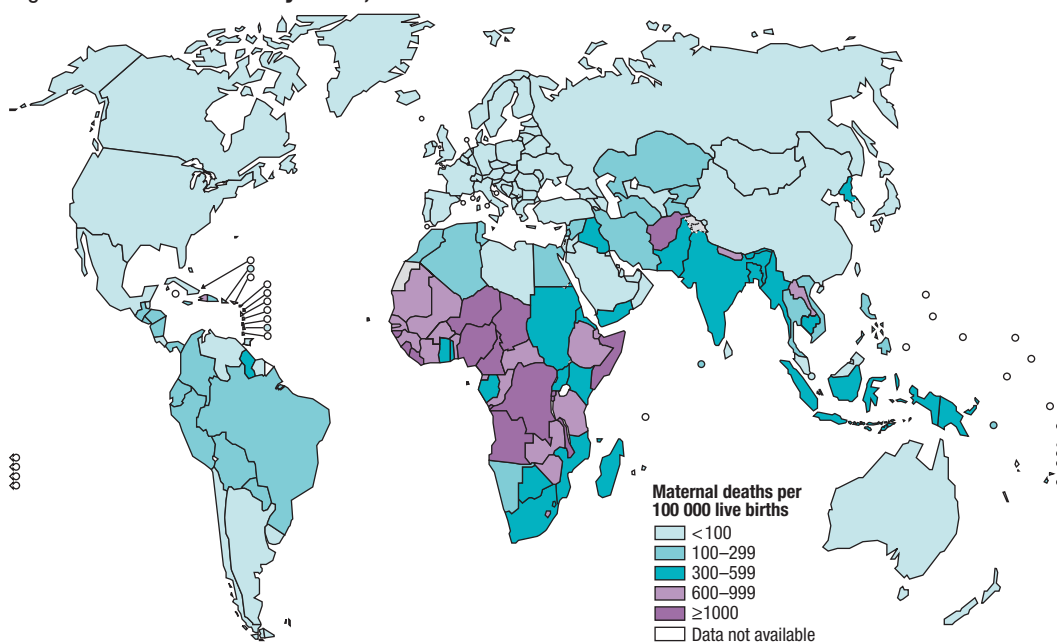 Maternal deaths per
100 000 live births
<100
100–299
300–599
600–999
≥1000
Data not available